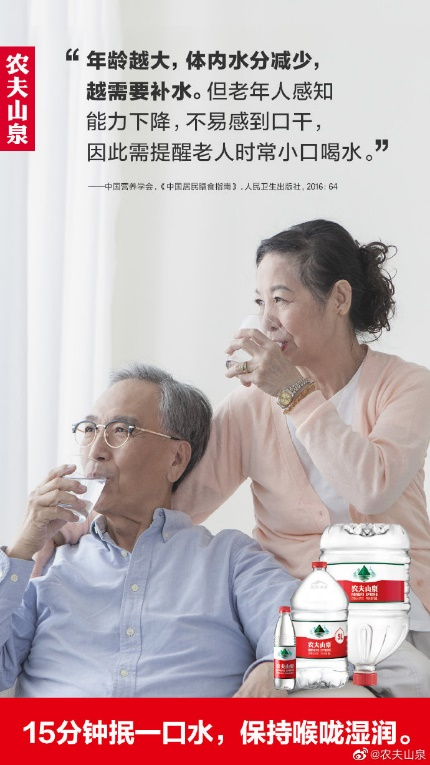 农夫山泉
“年龄越大，体内水分减少，
越需要补水。但老年人感知
能力下降，不易感到口干，
因此需提醒老人时常小口喝水。”
——中国营养学会，《中国居民膳食指南》，人民卫生出版社，2016：64
农夫山泉
农夫山泉
5L
农夫山泉
15分钟抿一口水，保持喉咙湿润。
@农夫山泉